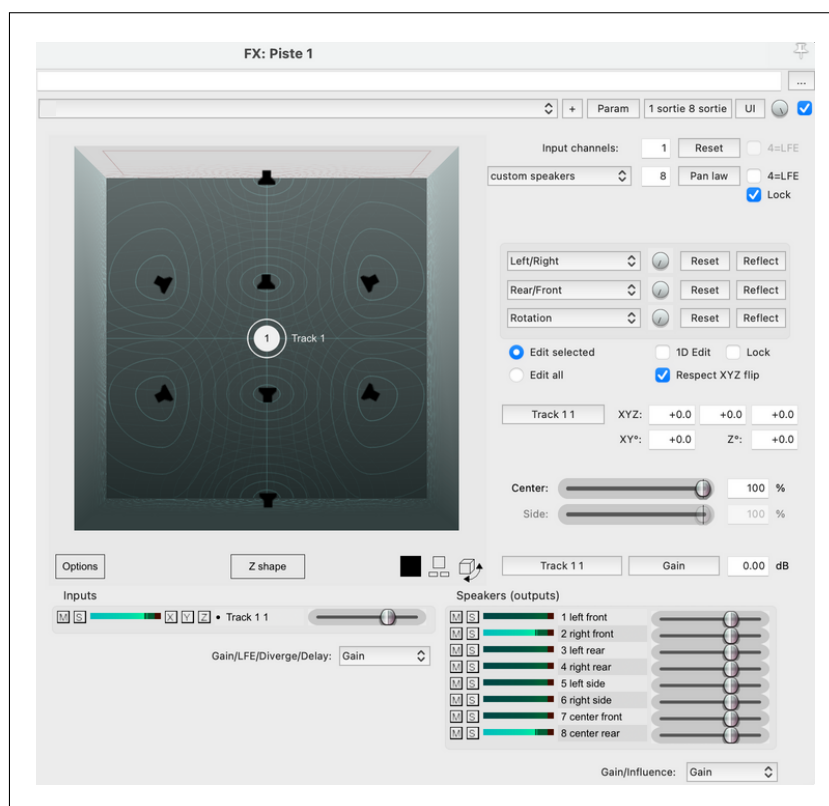 FX: Piste 1
...
+ Param 1 sortie 8 sortie UI
Input channels: 1 Reset 4=LFE
custom speakers 8 Pan law 4=LFE
Lock
Left/Right Reset Reflect
Rear/Front Reset Reflect
Rotation Reset Reflect
1 Track 1
Edit selected 1D Edit Lock
Edit all Respect XYZ flip
Track 1 1 XYZ: +0.0 +0.0 +0.0
XY°: +0.0 Z°: +0.0
Center: 100 %
Side: 100 %
Options Z shape Track 1 1 Gain 0.00 dB
Inputs
M S X Y Z • Track 1 1
Gain/LFE/Diverge/Delay: Gain
Speakers (outputs)
M S 1 left front
M S 2 right front
M S 3 left rear
M S 4 right rear
M S 5 left side
M S 6 right side
M S 7 center front
M S 8 center rear
Gain/Influence: Gain